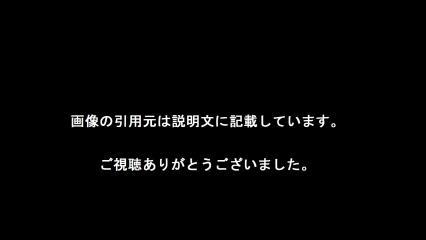 画像の引用元は説明文に記載しています。
ご視聴ありがとうございました。